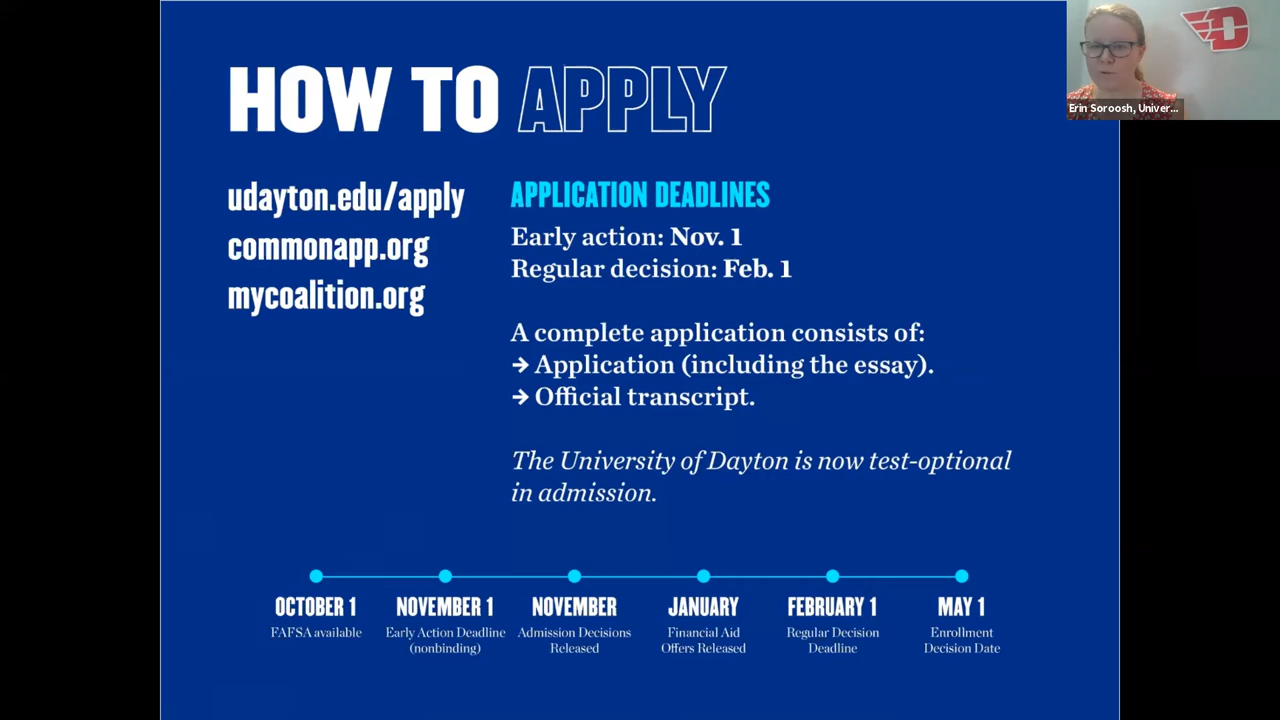 HOW TO APPLY
udayton.edu/apply
commonapp.org
mycoalition.org
APPLICATION DEADLINES
Early action: Nov. 1
Regular decision: Feb. 1
A complete application consists of:
→ Application (including the essay).
→ Official transcript.
The University of Dayton is now test-optional
in admission.
OCTOBER 1
FAFSA available
NOVEMBER 1
Early Action Deadline
(nonbinding)
NOVEMBER
Admission Decisions
Released
JANUARY
Financial Aid
Offers Released
FEBRUARY 1
Regular Decision
Deadline
MAY 1
Enrollment
Decision Date
D
Erin Soroosh, Univer...